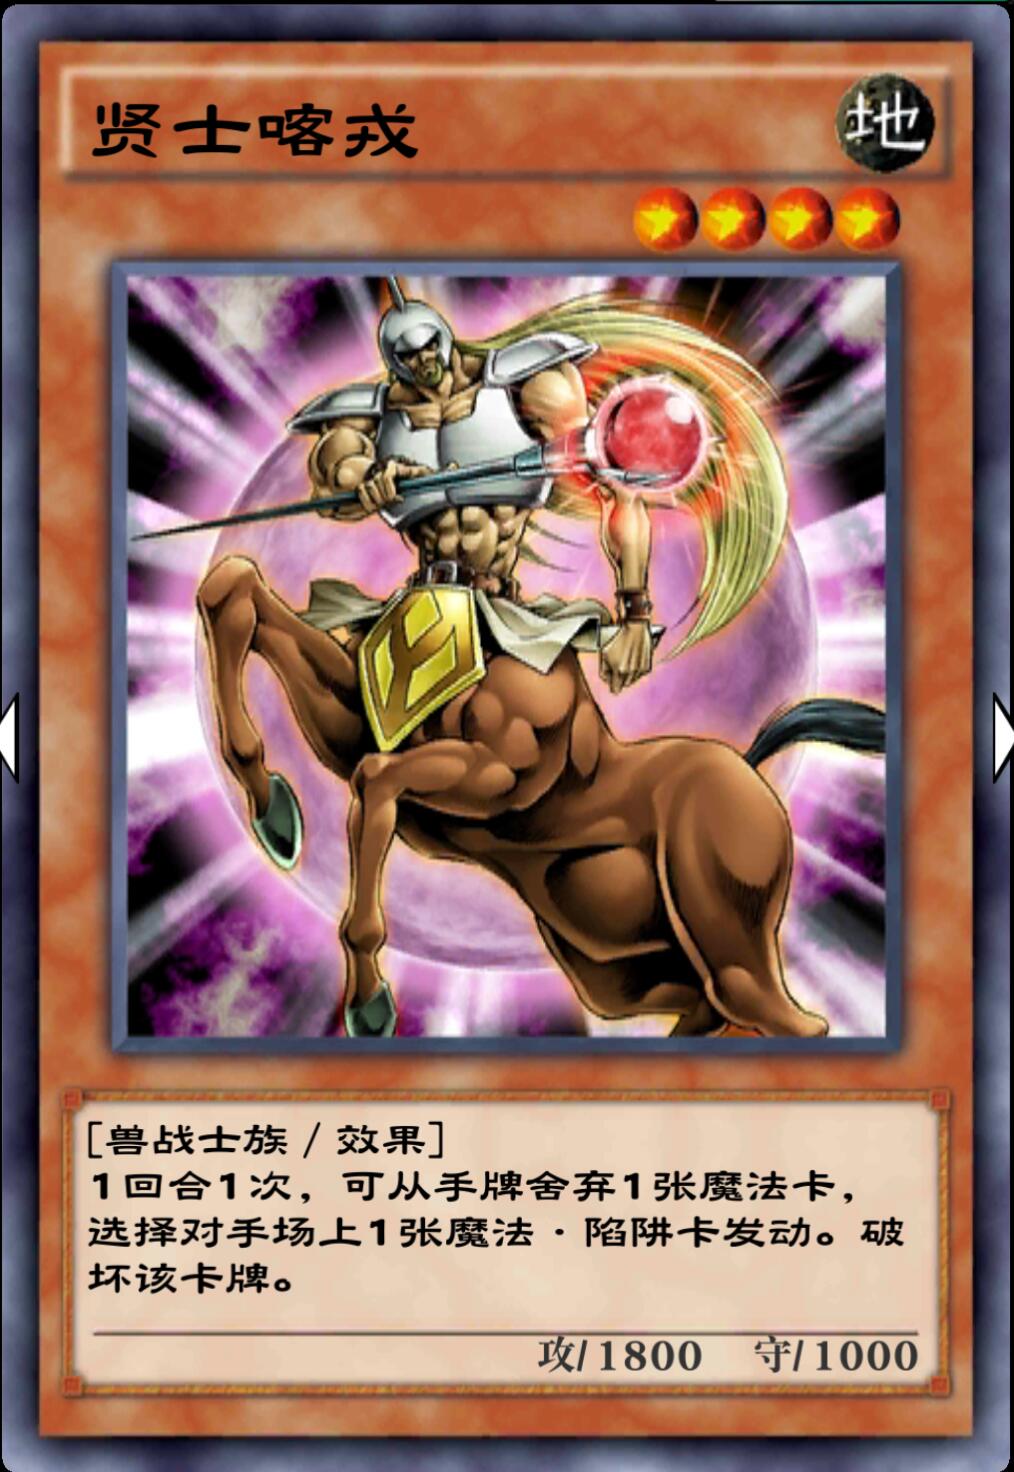 贤士喀戎
地
[兽战士族 / 效果]
1回合1次，可从手牌舍弃1张魔法卡，
选择对手场上1张魔法·陷阱卡发动。破
坏该卡牌。
攻/1800 守/1000